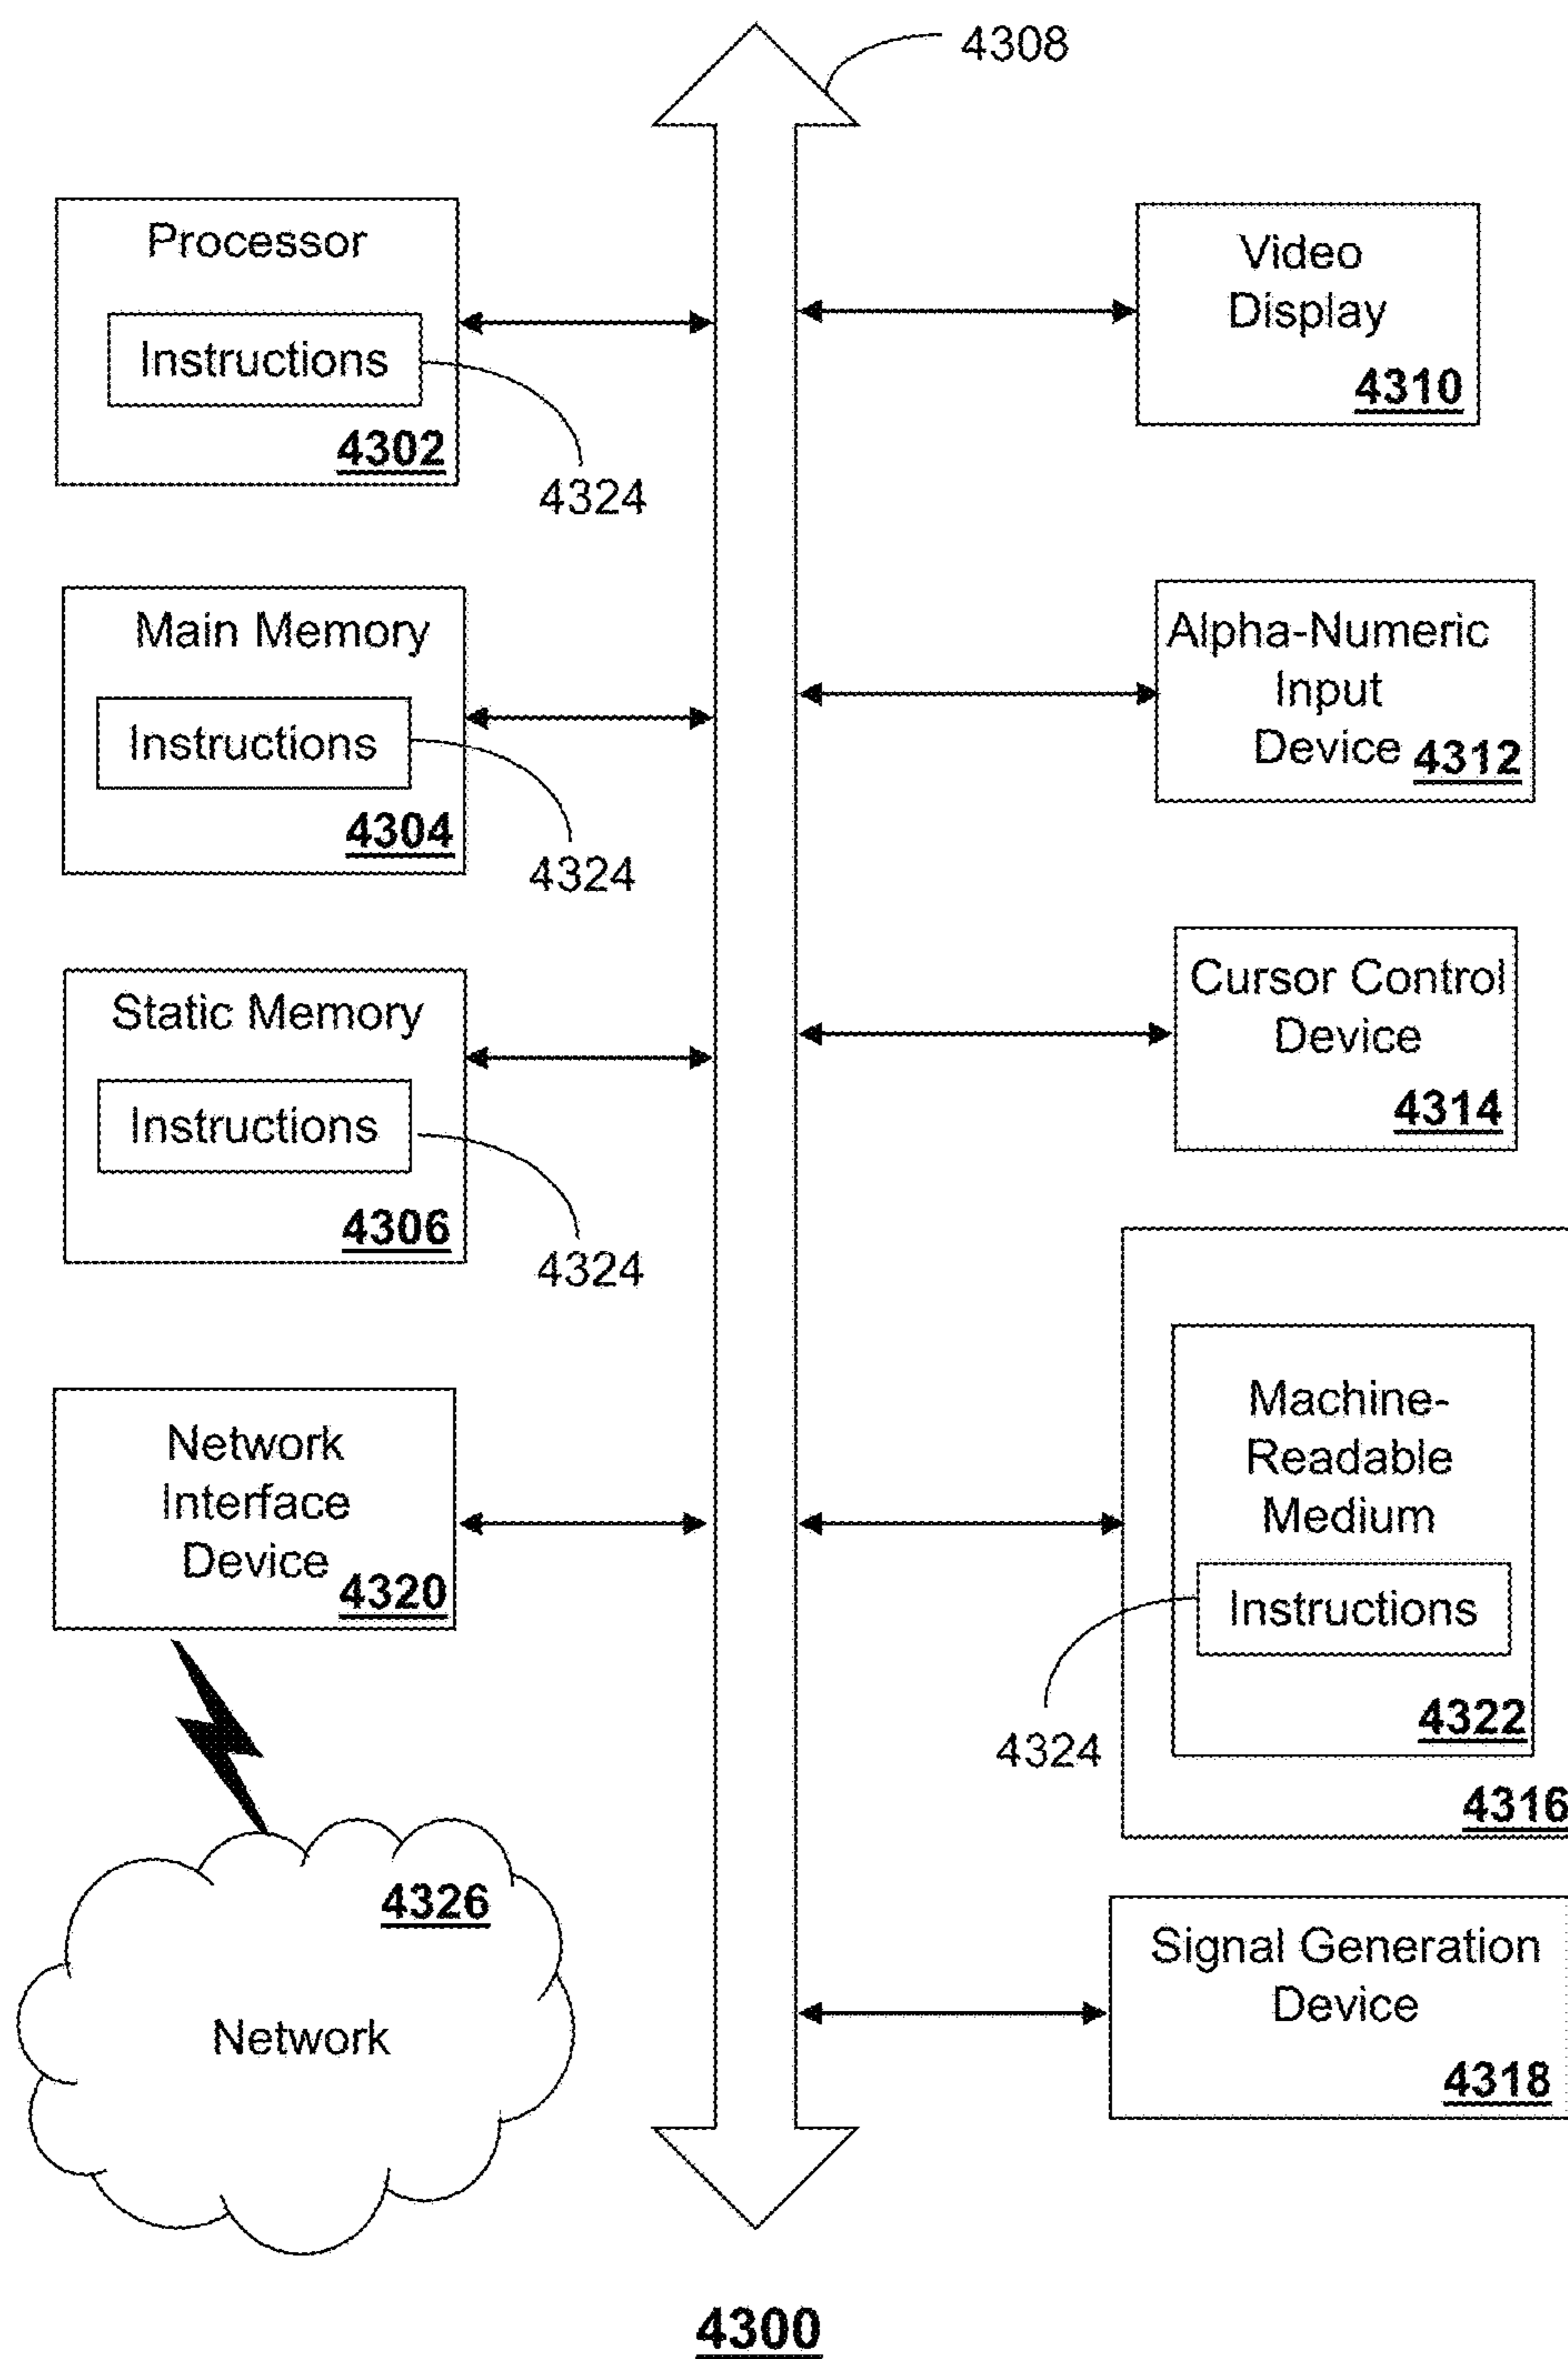 4308
Processor
Instructions
4302
4324
Main Memory
Instructions
4304
4324
Static Memory
Instructions
4306
4324
Network
Interface
Device
4320
4326
Network
Video
Display
4310
Alpha-Numeric
Input
Device 4312
Cursor Control
Device
4314
Machine-
Readable
Medium
Instructions
4324
4322
4316
Signal Generation
Device
4318
4300